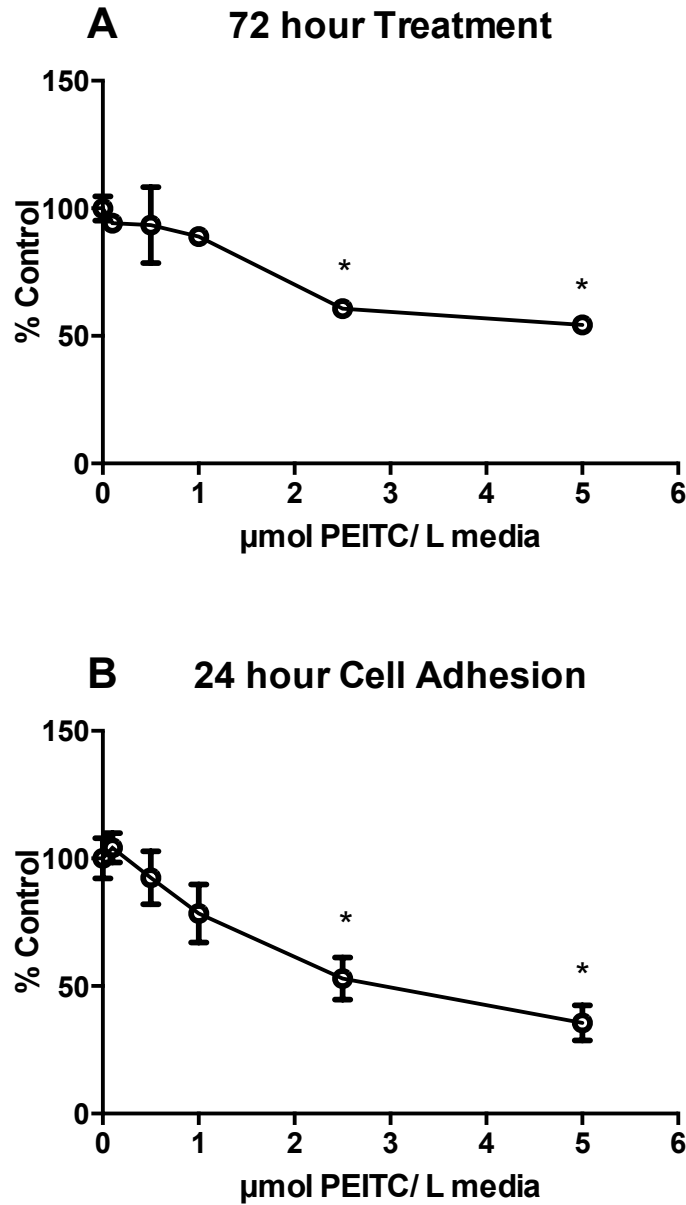 A 72 hour Treatment
150
100
50
0
% Control
*
*
0 1 2 3 4 5 6
µmol PEITC/ L media
B 24 hour Cell Adhesion
150
100
50
0
% Control
*
*
0 1 2 3 4 5 6
µmol PEITC/ L media